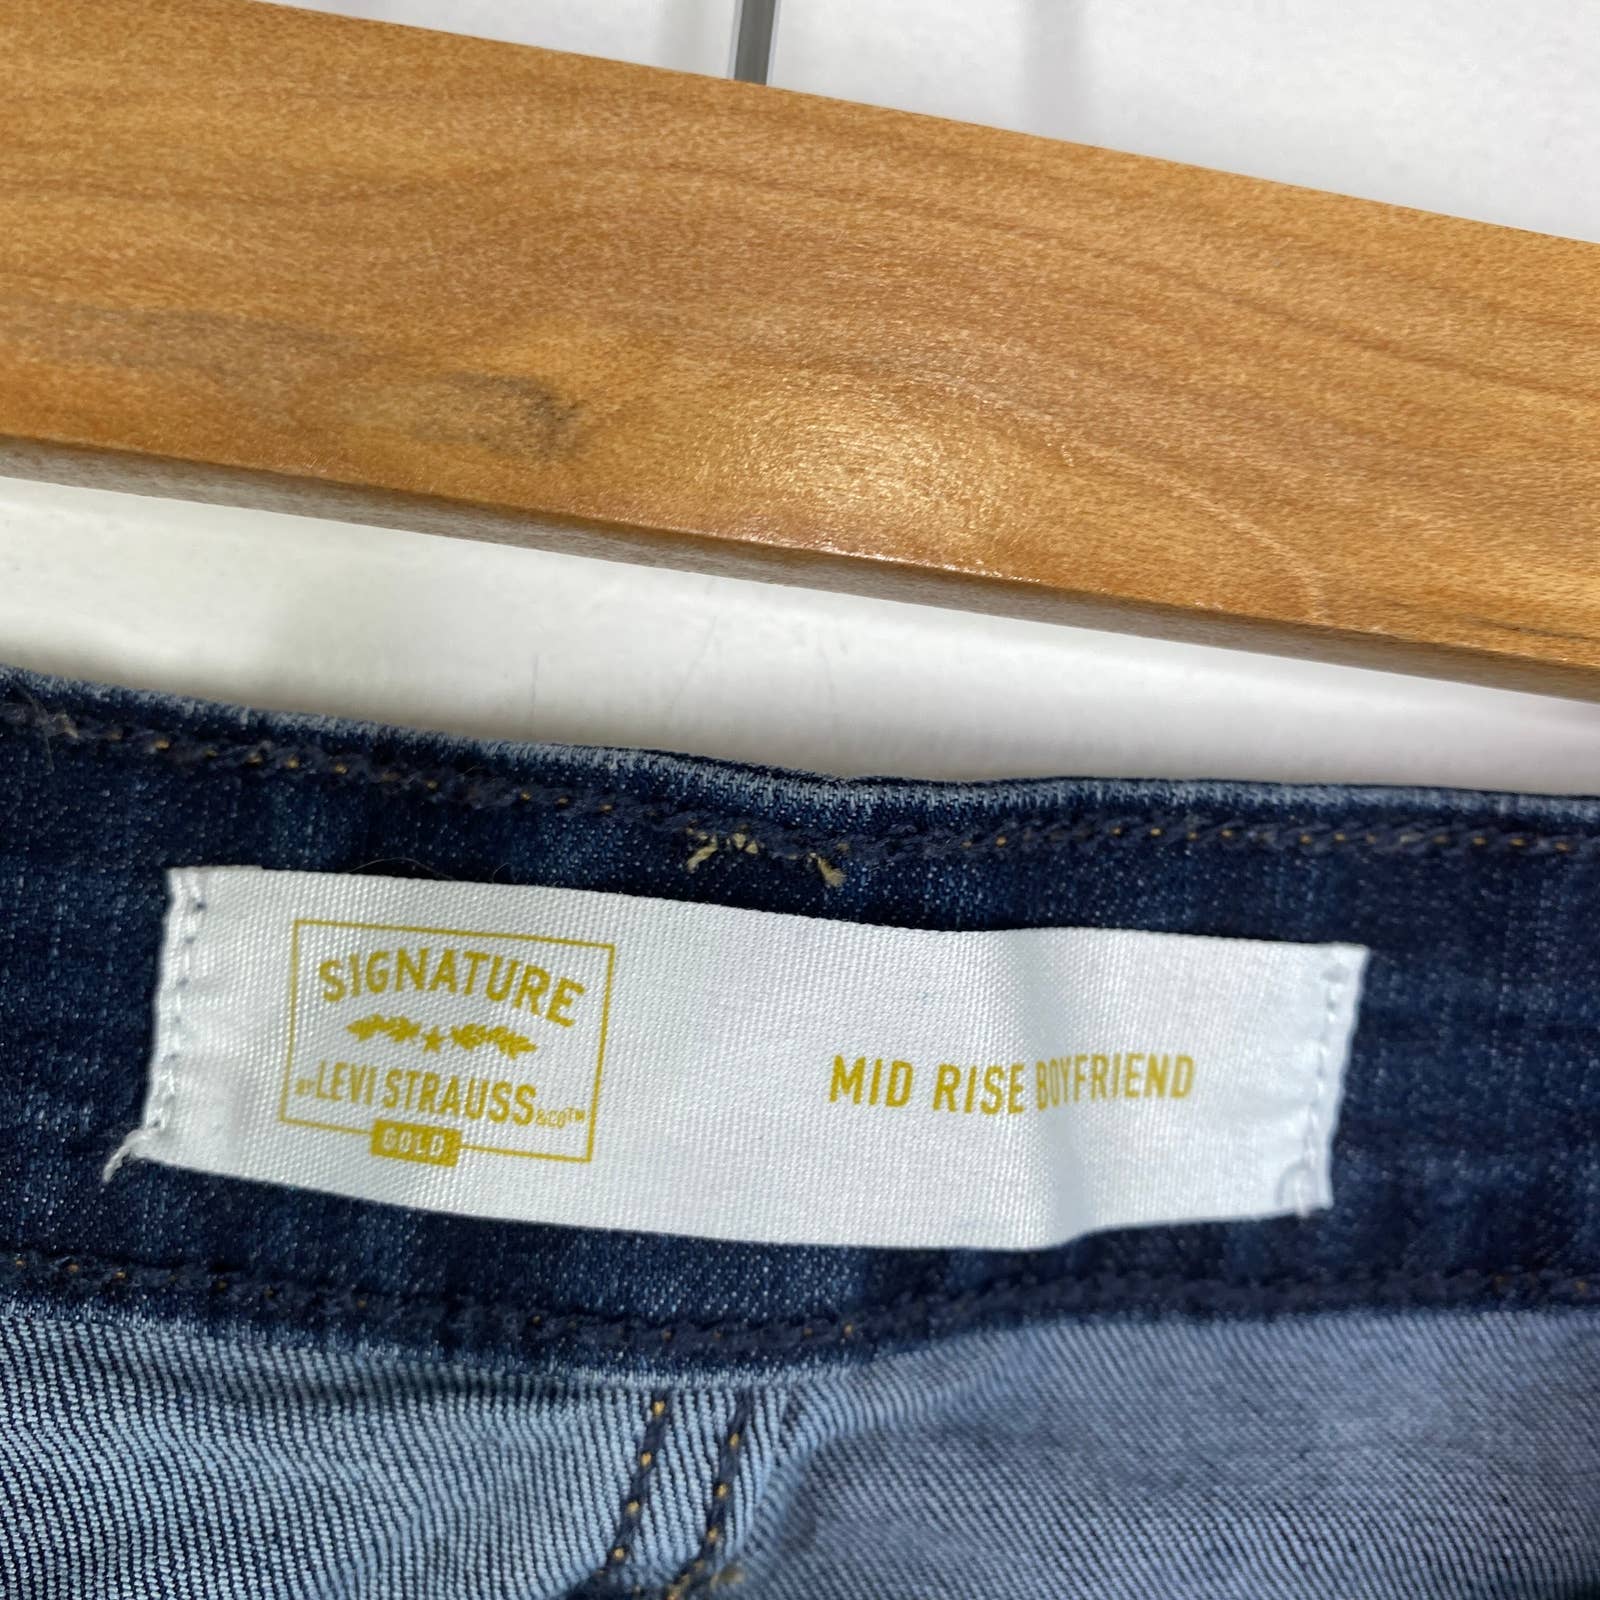 SIGNATURE
BY LEVI STRAUSS &CO™
GOLD
MID RISE BOYFRIEND